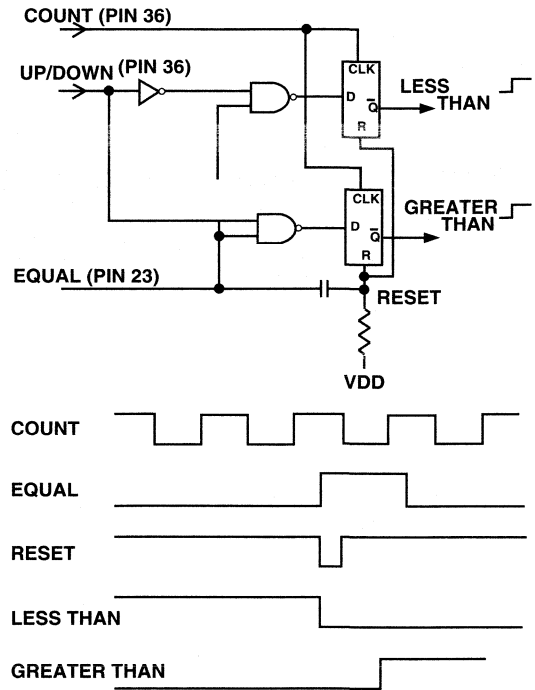 COUNT (PIN 36)
UP/DOWN (PIN 36)
CLK
D
Q
R
LESS
THAN
CLK
D
Q
R
GREATER
THAN
EQUAL (PIN 23)
RESET
VDD
COUNT
EQUAL
RESET
LESS THAN
GREATER THAN